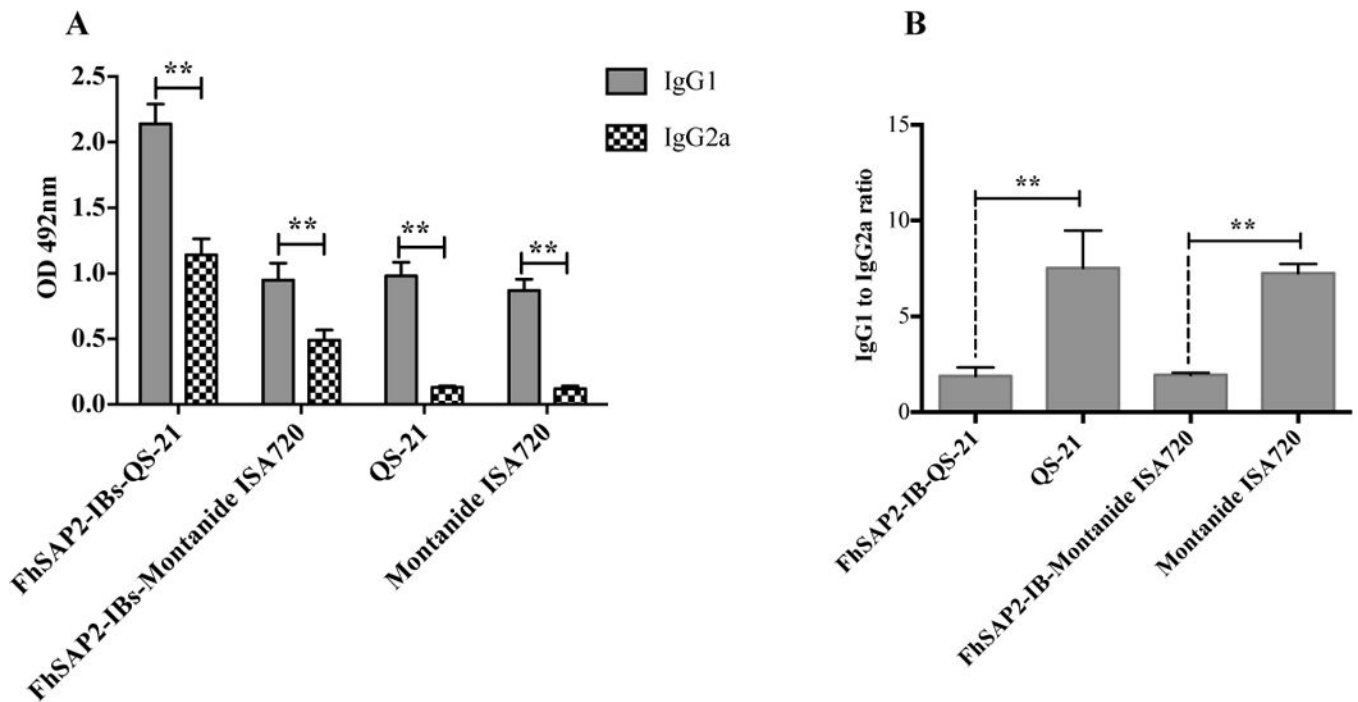 A
OD 492nm
2.5
2.0
1.5
1.0
0.5
0.0
**
**
**
**
IgG1
IgG2a
FhSAP2-IBs-QS-21
FhSAP2-IBs-Montanide ISA720
QS-21
Montanide ISA720
B
IgG1 to IgG2a ratio
15
10
5
0
**
**
FhSAP2-IB-QS-21
QS-21
FhSAP2-IB-Montanide ISA720
Montanide ISA720